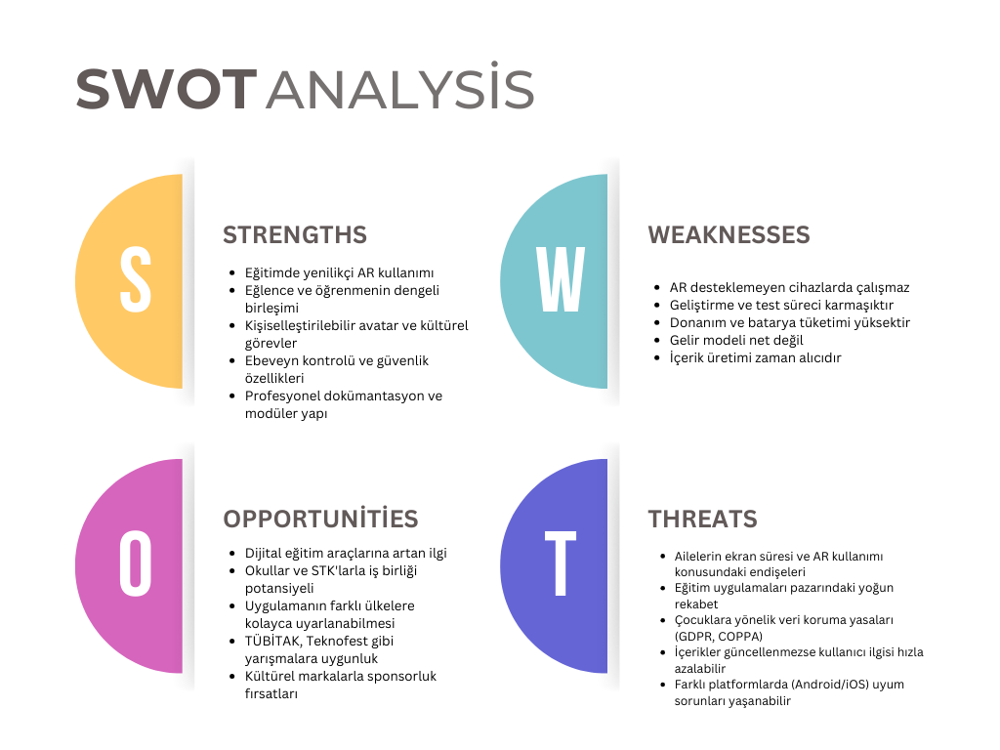 SWOT ANALYSİS
S
STRENGTHS
• Eğitimde yenilikçi AR kullanımı
• Eğlence ve öğrenmenin dengeli
birleşimi
• Kişiselleştirilebilir avatar ve kültürel
görevler
• Ebeveyn kontrolü ve güvenlik
özellikleri
• Profesyonel dokümantasyon ve
modüler yapı
W
WEAKNESSES
• AR desteklemeyen cihazlarda çalışmaz
• Geliştirme ve test süreci karmaşıktır
• Donanım ve batarya tüketimi yüksektir
• Gelir modeli net değil
• İçerik üretimi zaman alıcıdır
O
OPPORTUNİTİES
• Dijital eğitim araçlarına artan ilgi
• Okullar ve STK'larla iş birliği
potansiyeli
• Uygulamanın farklı ülkelere
kolayca uyarlanabilmesi
• TÜBİTAK, Teknofest gibi
yarışmalara uygunluk
• Kültürel markalarla sponsorluk
fırsatları
T
THREATS
• Ailelerin ekran süresi ve AR kullanımı
konusundaki endişeleri
• Eğitim uygulamaları pazarındaki yoğun
rekabet
• Çocuklara yönelik veri koruma yasaları
(GDPR, COPPA)
• İçerikler güncellenmezse kullanıcı ilgisi hızla
azalabilir
• Farklı platformlarda (Android/iOS) uyum
sorunları yaşanabilir